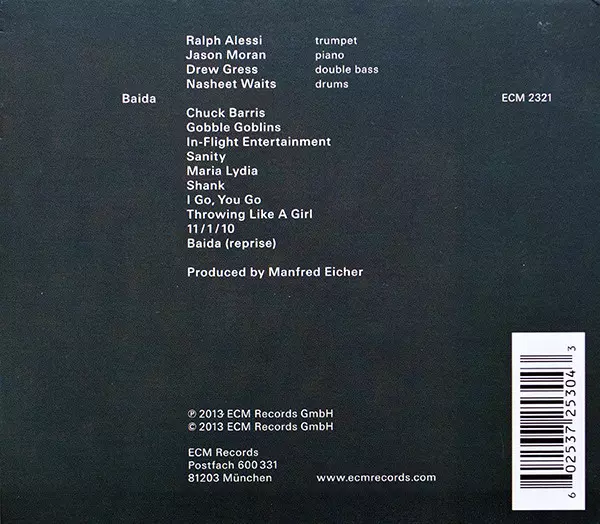 Ralph Alessi trumpet
Jason Moran piano
Drew Gress double bass
Nasheet Waits drums
Baida ECM 2321
Chuck Barris
Gobble Goblins
In-Flight Entertainment
Sanity
Maria Lydia
Shank
I Go, You Go
Throwing Like A Girl
11/1/10
Baida (reprise)
Produced by Manfred Eicher
℗ 2013 ECM Records GmbH
© 2013 ECM Records GmbH
ECM Records
Postfach 600 331
81203 München www.ecmrecords.com
6 02537 25304 3